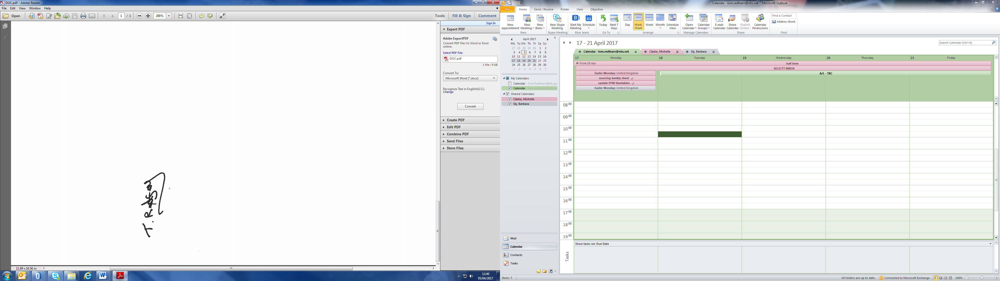 DOC.pdf - Adobe Reader
File Edit View Window Help
Open 1 / 1 200% Tools Fill & Sign Comment
Sign In
Export PDF
Adobe ExportPDF
Convert PDF files to Word or Excel
online.
Select PDF File:
DOC.pdf
1 file / 9 KB
Convert To:
Microsoft Word (*.docx)
Recognize Text in English(U.S.)
Change
Convert
Create PDF
Edit PDF
Combine PDF
Send Files
Store Files
11.69 x 16.56 in
12:40
05/04/2017
Calendar - tom.redfearn@nhs.net - Microsoft Outlook
File Home Send / Receive Folder View Objective
New Appointment
New Meeting
New Items
New
New Skype Meeting
Skype Meeting
Start My Meeting
Schedule
Blue Jeans
Today
Next 7 Days
Go To
Day
Work Week
Week
Month
Schedule View
Arrange
Open Calendar
Calendar Groups
Manage Calendars
E-mail Calendar
Share Calendar
Publish Online
Calendar Permissions
Share
Find a Contact
Address Book
Find
April 2017
Mo Tu We Th Fr Sa Su
27 28 29 30 31 1 2
3 4 5 6 7 8 9
10 11 12 13 14 15 16
17 18 19 20 21 22 23
24 25 26 27 28 29 30
1 2 3 4 5 6 7
My Calendars
Calendar - Tom.Redfearn@dh.gsi
Calendar - tom.redfearn@nhs.ne
Shared Calendars
Clarke, Michelle
Sly, Barbara
Mail
Calendar
Contacts
Tasks
17 - 21 April 2017
Search Calendar (Ctrl+E)
Calendar - tom.redfearn@nhs.net
Clarke, Michelle
Sly, Barbara
17 Monday 18 Tuesday 19 Wednesday 20 Thursday 21 Friday
From 10 Apr half term
SELECTT INBOX
Easter Monday; United Kingdom A/L - TBC
sourcing weekly sheet
update EPM timetables
Easter Monday; United Kingdom
08 00
09 00
10 00
11 00
12 00
13 00
14 00
15 00
16 00
17 00
18 00
19 00
Tasks
Show tasks on: Due Date
Items: 7
All folders are up to date. Connected to Microsoft Exchange 100%